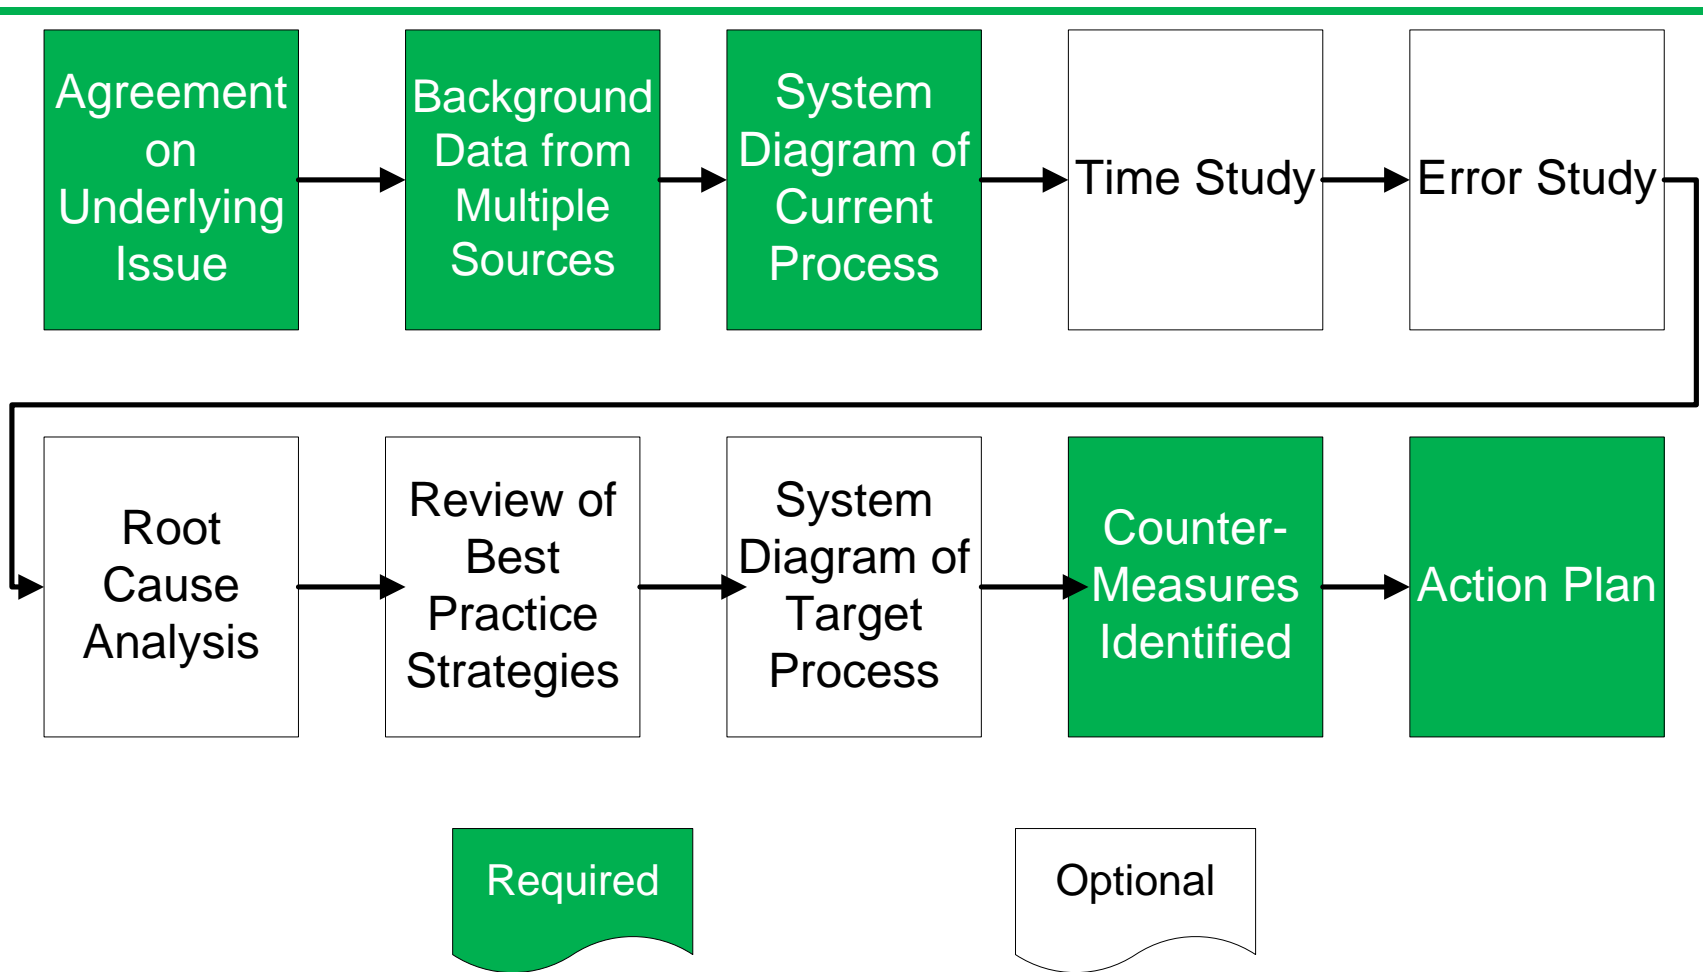 Agreement
on
Underlying
Issue
Background
Data from
Multiple
Sources
System
Diagram of
Current
Process
Time Study
Error Study
Root
Cause
Analysis
Review of
Best
Practice
Strategies
System
Diagram of
Target
Process
Counter-
Measures
Identified
Action Plan
Required
Optional